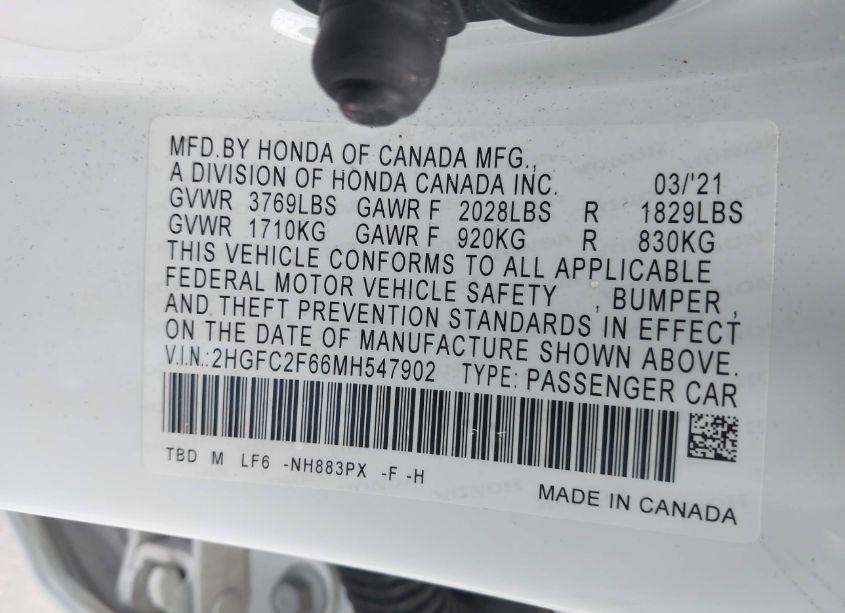 MFD.BY HONDA OF CANADA MFG.,
A DIVISION OF HONDA CANADA INC. 03/'21
GVWR 3769LBS GAWR F 2028LBS R 1829LBS
GVWR 1710KG GAWR F 920KG R 830KG
THIS VEHICLE CONFORMS TO ALL APPLICABLE
FEDERAL MOTOR VEHICLE SAFETY , BUMPER ,
AND THEFT PREVENTION STANDARDS IN EFFECT
ON THE DATE OF MANUFACTURE SHOWN ABOVE.
V.I.N.:2HGFC2F66MH547902 TYPE: PASSENGER CAR
TBD M LF6 -NH883PX -F -H
MADE IN CANADA